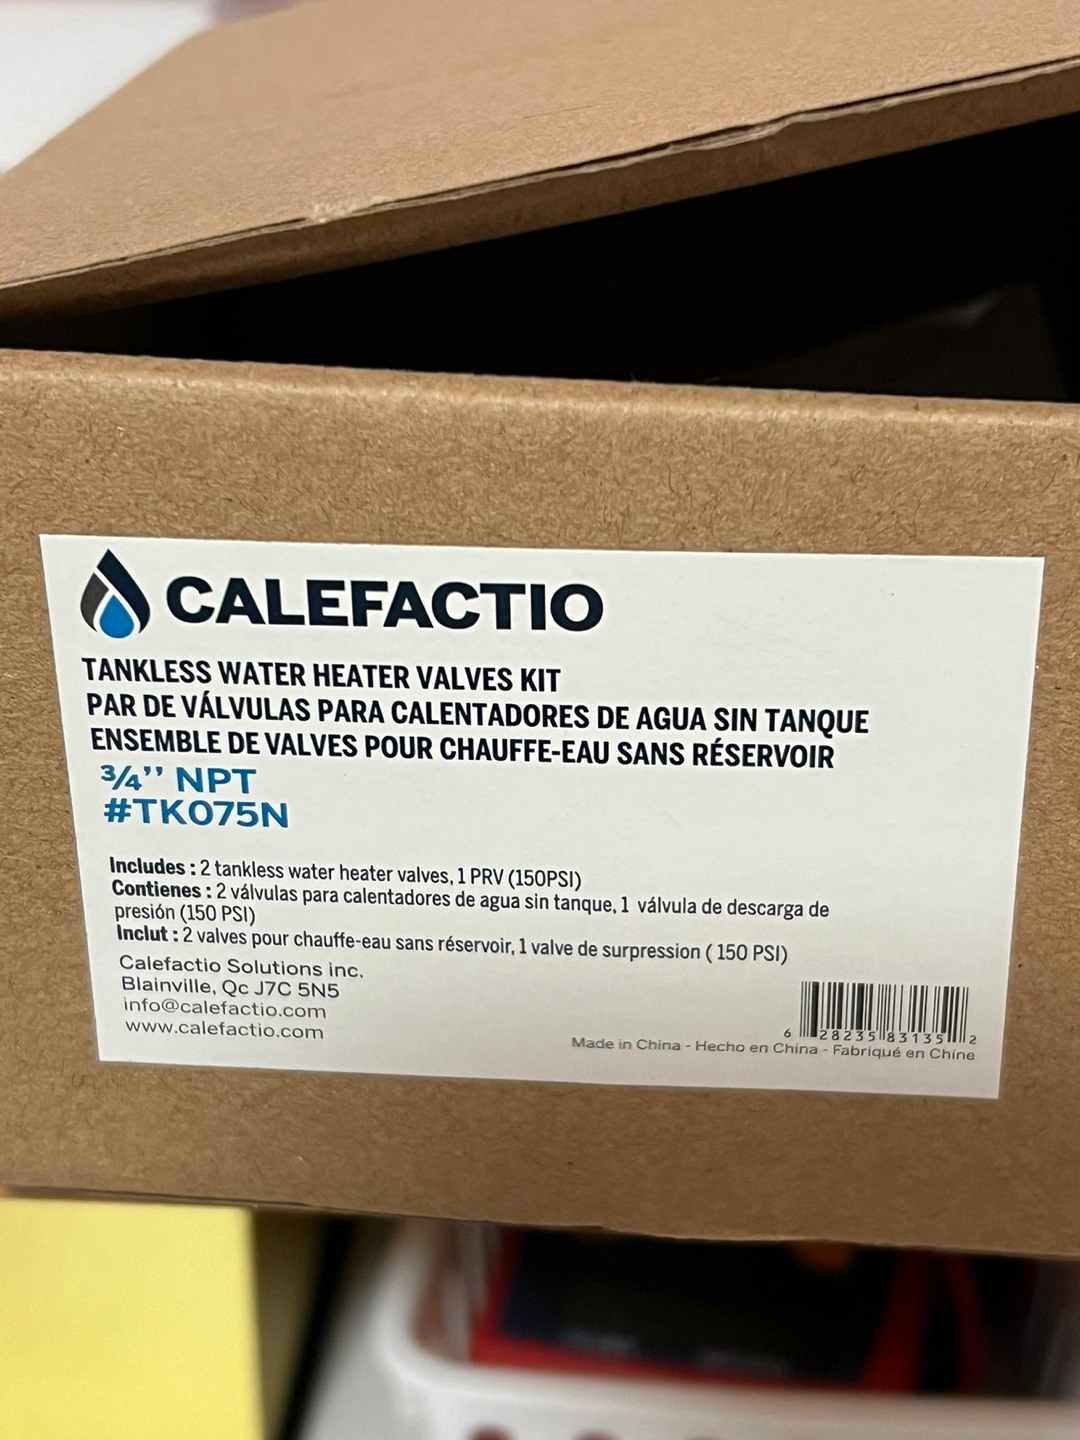 CALEFACTIO
TANKLESS WATER HEATER VALVES KIT
PAR DE VÁLVULAS PARA CALENTADORES DE AGUA SIN TANQUE
ENSEMBLE DE VALVES POUR CHAUFFE-EAU SANS RÉSERVOIR
3/4’’ NPT
#TK075N
Includes : 2 tankless water heater valves, 1 PRV (150PSI)
Contienes : 2 válvulas para calentadores de agua sin tanque, 1 válvula de descarga de
presión (150 PSI)
Inclut : 2 valves pour chauffe-eau sans réservoir, 1 valve de surpression ( 150 PSI)
Calefactio Solutions inc.
Blainville, Qc J7C 5N5
info@calefactio.com
www.calefactio.com
6 28235 83135 2
Made in China - Hecho en China - Fabriqué en Chine